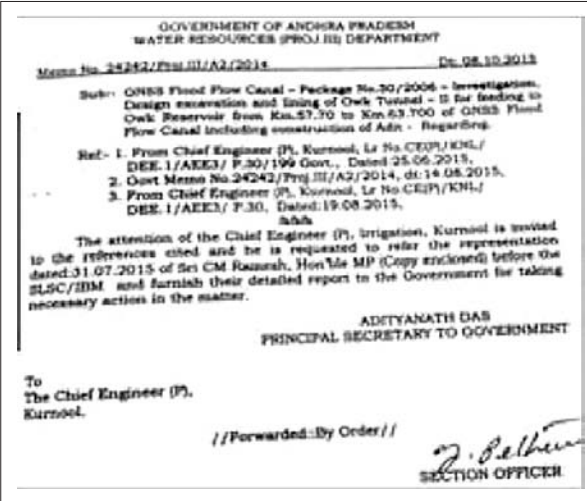 GOVERNMENT OF ANDHRA PRADESH
WATER RESOURCES (PROJ.III) DEPARTMENT
Memo No. 24242/Proj.III/A2/2014 Dt: 08.10.2015
Sub:- GNSS Flood Flow Canal – Package No.30/2006 – Investigation,
Design excavation and lining of Owk Tunnel – II for feeding to
Owk Reservoir from Km.57.70 to Km.63.700 of GNSS Flood
Flow Canal including construction of Adn - Regarding.
Ref:- 1. From Chief Engineer (P), Kurnool, Lr No.CE(P)/KNL/
DEE.1/AEE3/ P.30/199 Govt., Dated 25.06.2015.
2. Govt Memo No.24242/Proj.III/A2/2014, dt:14.08.2015.
3. From Chief Engineer (P), Kurnool, Lr No.CE(P)/KNL/
DEE.1/AEE3/ P.30, Dated:19.08.2015.
&&&
The attention of the Chief Engineer (P), Irrigation, Kurnool is invited
to the references cited and he is requested to refer the representation
dated:31.07.2015 of Sri CM Ramesh, Hon'ble MP (Copy enclosed) before the
SLSC/IBM and furnish their detailed report to the Government for taking
necessary action in the matter.
ADITYANATH DAS
PRINCIPAL SECRETARY TO GOVERNMENT
To
The Chief Engineer (P),
Kurnool.
//Forwarded::By Order//
SECTION OFFICER